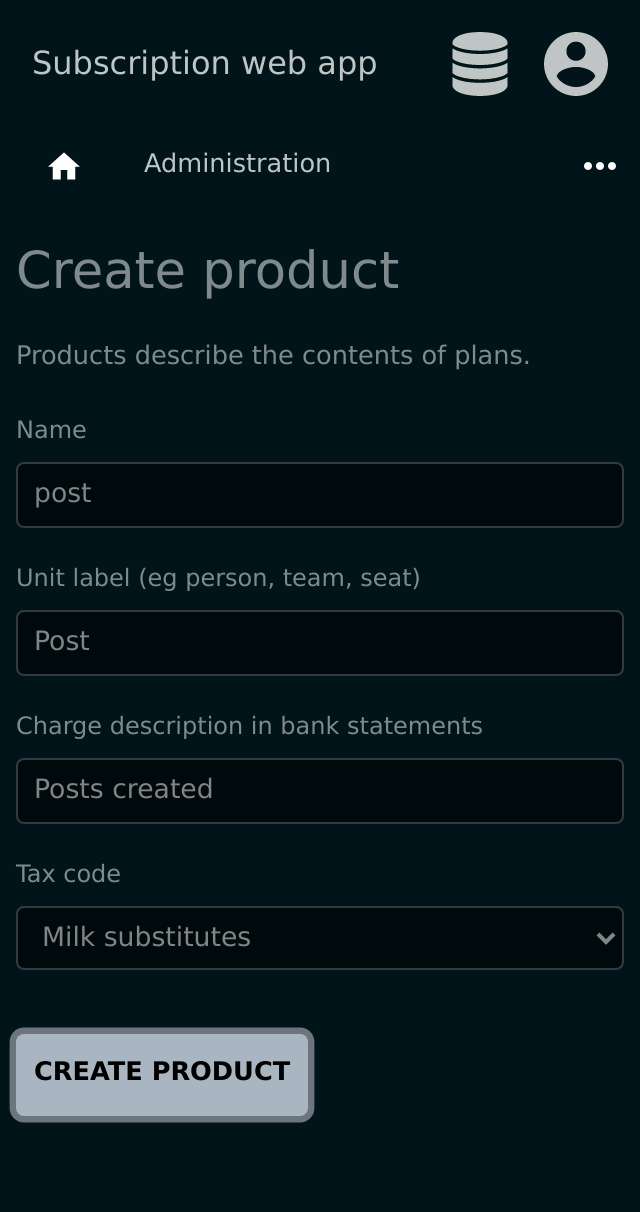 Subscription web app
Administration
Create product
Products describe the contents of plans.
Name
post
Unit label (eg person, team, seat)
Post
Charge description in bank statements
Posts created
Tax code
Milk substitutes
CREATE PRODUCT